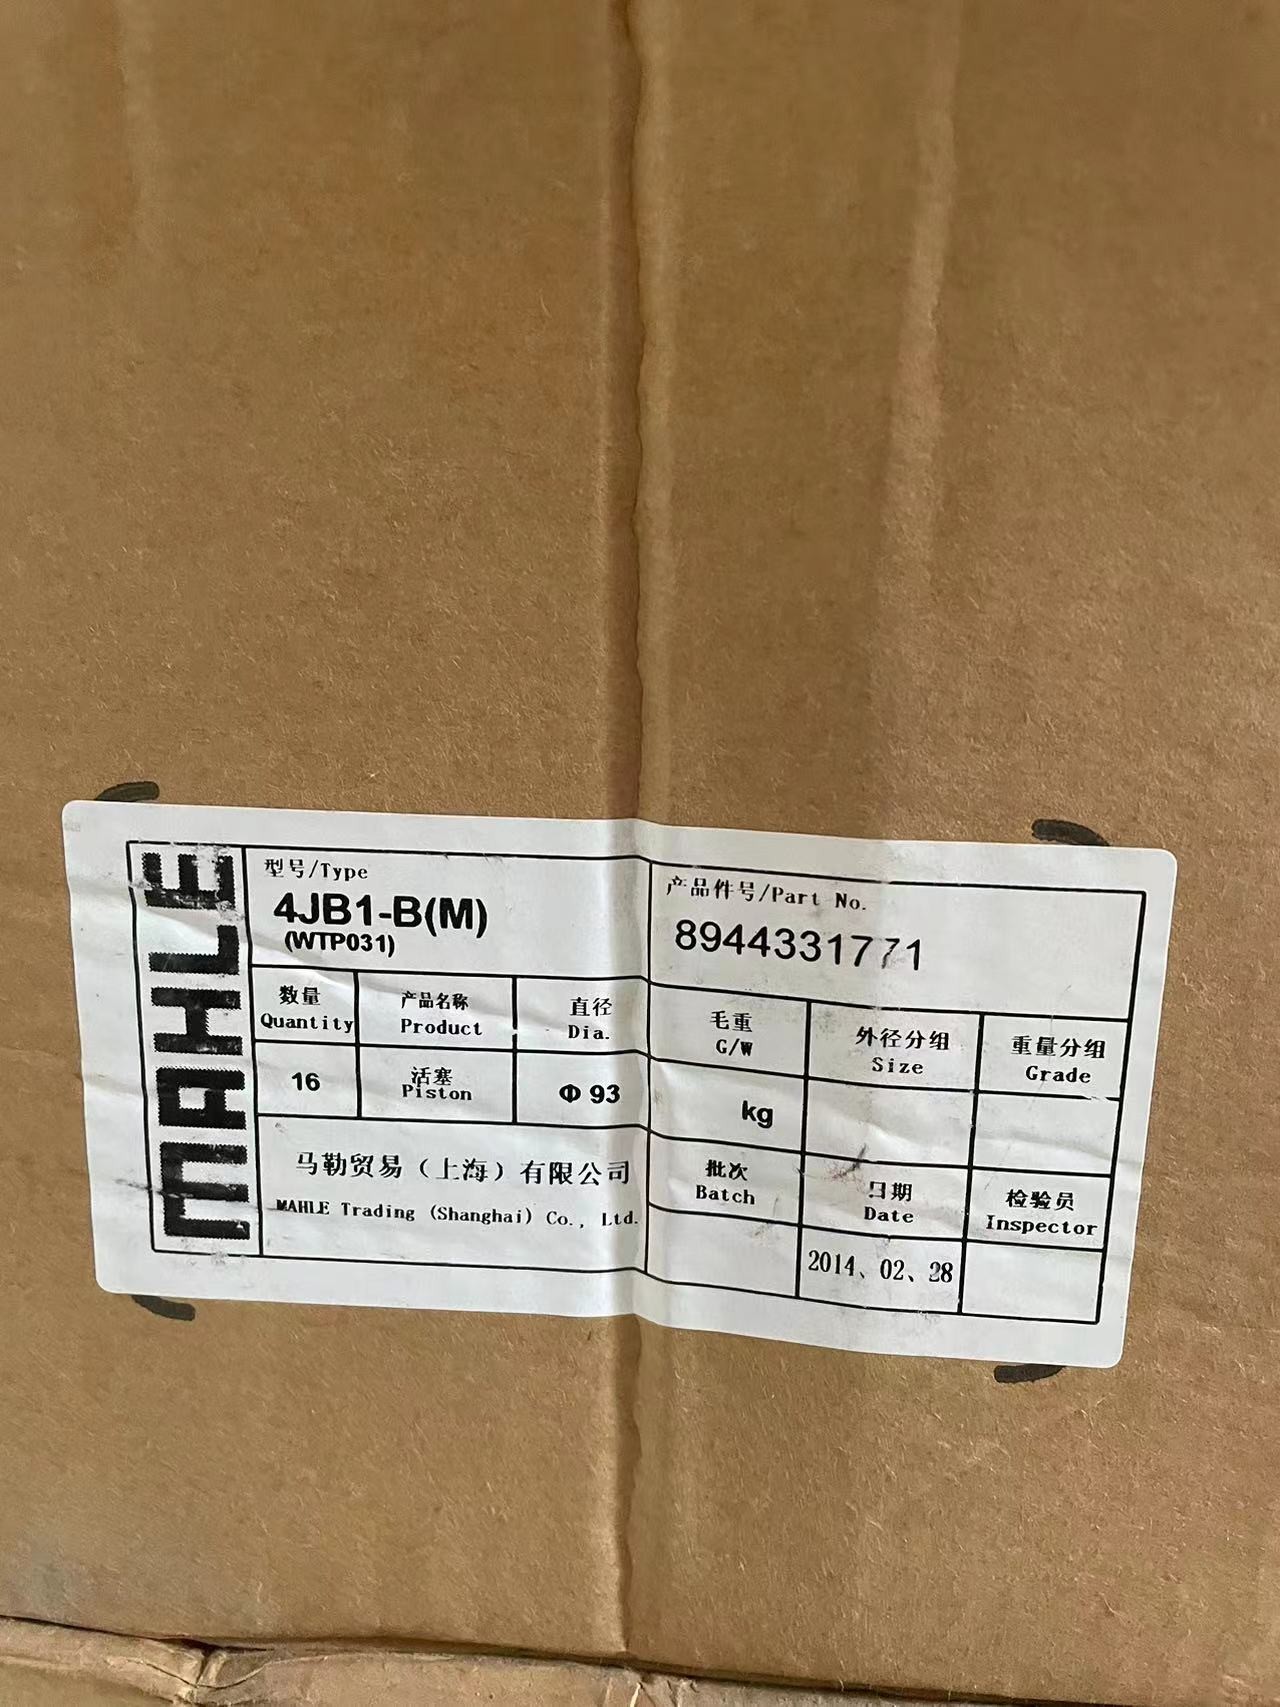 MAHLE
型号/Type
4JB1-B(M)
(WTP031)
产品件号/Part No.
8944331771
数量
Quantity
产品名称
Product
直径
Dia.
毛重
G/W
外径分组
Size
重量分组
Grade
16
活塞
Piston
Φ 93
kg
马勒贸易（上海）有限公司
MAHLE Trading (Shanghai) Co., Ltd.
批次
Batch
日期
Date
检验员
Inspector
2014、02、28